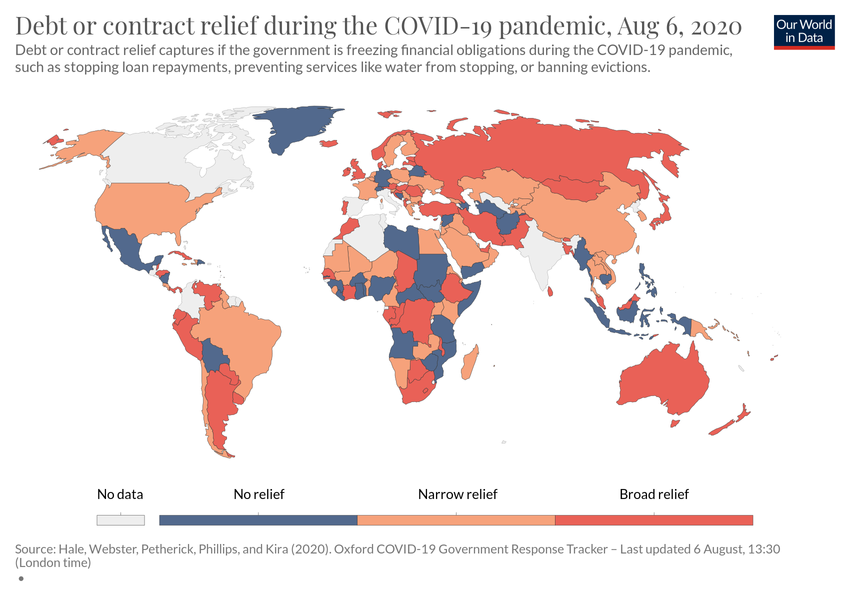 Debt or contract relief during the COVID-19 pandemic, Aug 6, 2020
Our World
in Data
Debt or contract relief captures if the government is freezing financial obligations during the COVID-19 pandemic,
such as stopping loan repayments, preventing services like water from stopping, or banning evictions.
No data
No relief
Narrow relief
Broad relief
Source: Hale, Webster, Petherick, Phillips, and Kira (2020). Oxford COVID-19 Government Response Tracker – Last updated 6 August, 13:30
(London time)